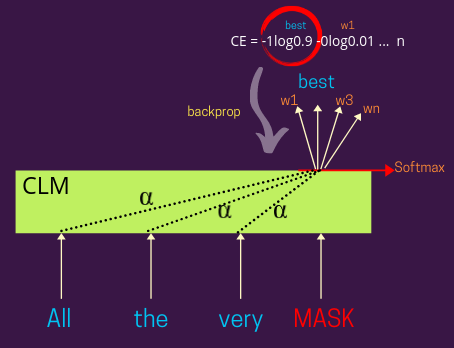 best w1
CE = -1log0.9 -0log0.01 ... n
best
w1 w3 wn
backprop
Softmax
CLM
α α α
All the very MASK